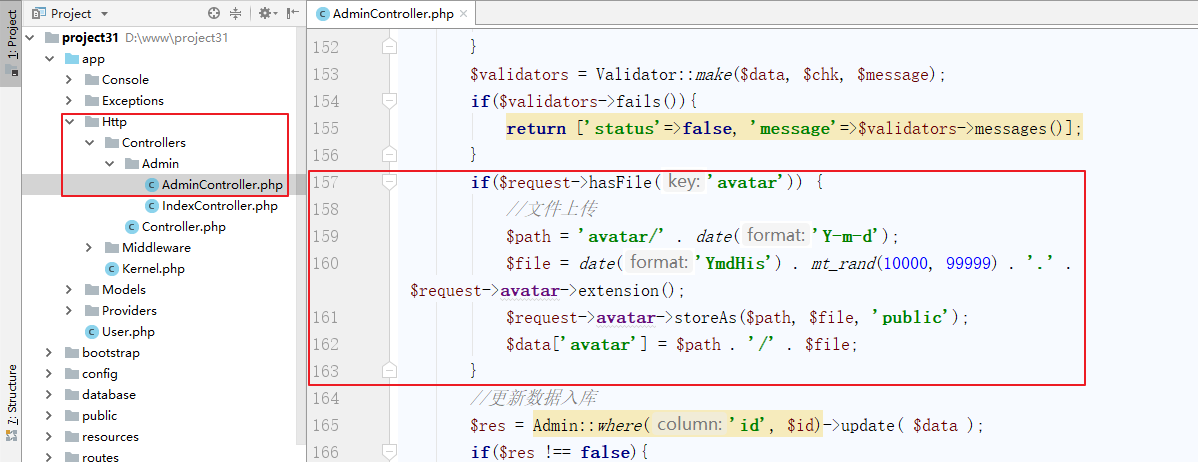 1: Project
7: Structure
Project
project31 D:\www\project31
app
Console
Exceptions
Http
Controllers
Admin
AdminController.php
IndexController.php
Controller.php
Middleware
Kernel.php
Models
Providers
User.php
bootstrap
config
database
public
resources
routes
AdminController.php
152 }
153 $validators = Validator::make($data, $chk, $message);
154 if($validators->fails()){
155 return ['status'=>false, 'message'=>$validators->messages()];
156 }
157 if($request->hasFile( key: 'avatar')) {
158 //文件上传
159 $path = 'avatar/' . date( format: 'Y-m-d');
160 $file = date( format: 'YmdHis') . mt_rand(10000, 99999) . '.' .
$request->avatar->extension();
161 $request->avatar->storeAs($path, $file, 'public');
162 $data['avatar'] = $path . '/' . $file;
163 }
164 //更新数据入库
165 $res = Admin::where( column: 'id', $id)->update( $data );
166 if($res !== false){